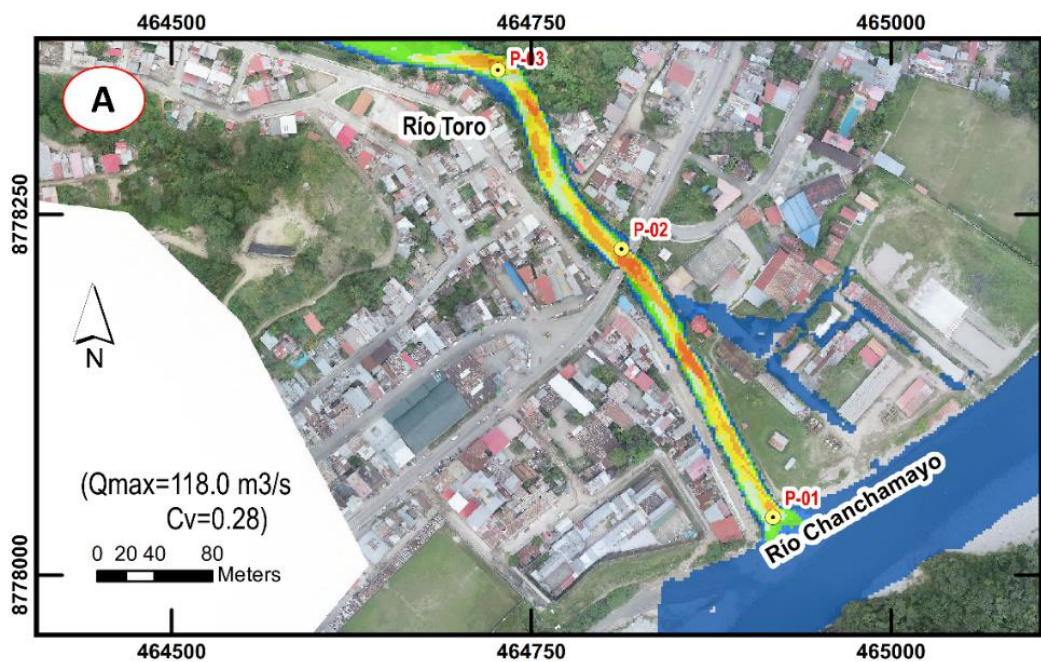 464500 464750 465000
A
P-03
Río Toro
8778250
P-02
N
(Qmax=118.0 m3/s
Cv=0.28)
P-01
Río Chanchamayo
0 20 40 80
Meters
8778000
464500 464750 465000